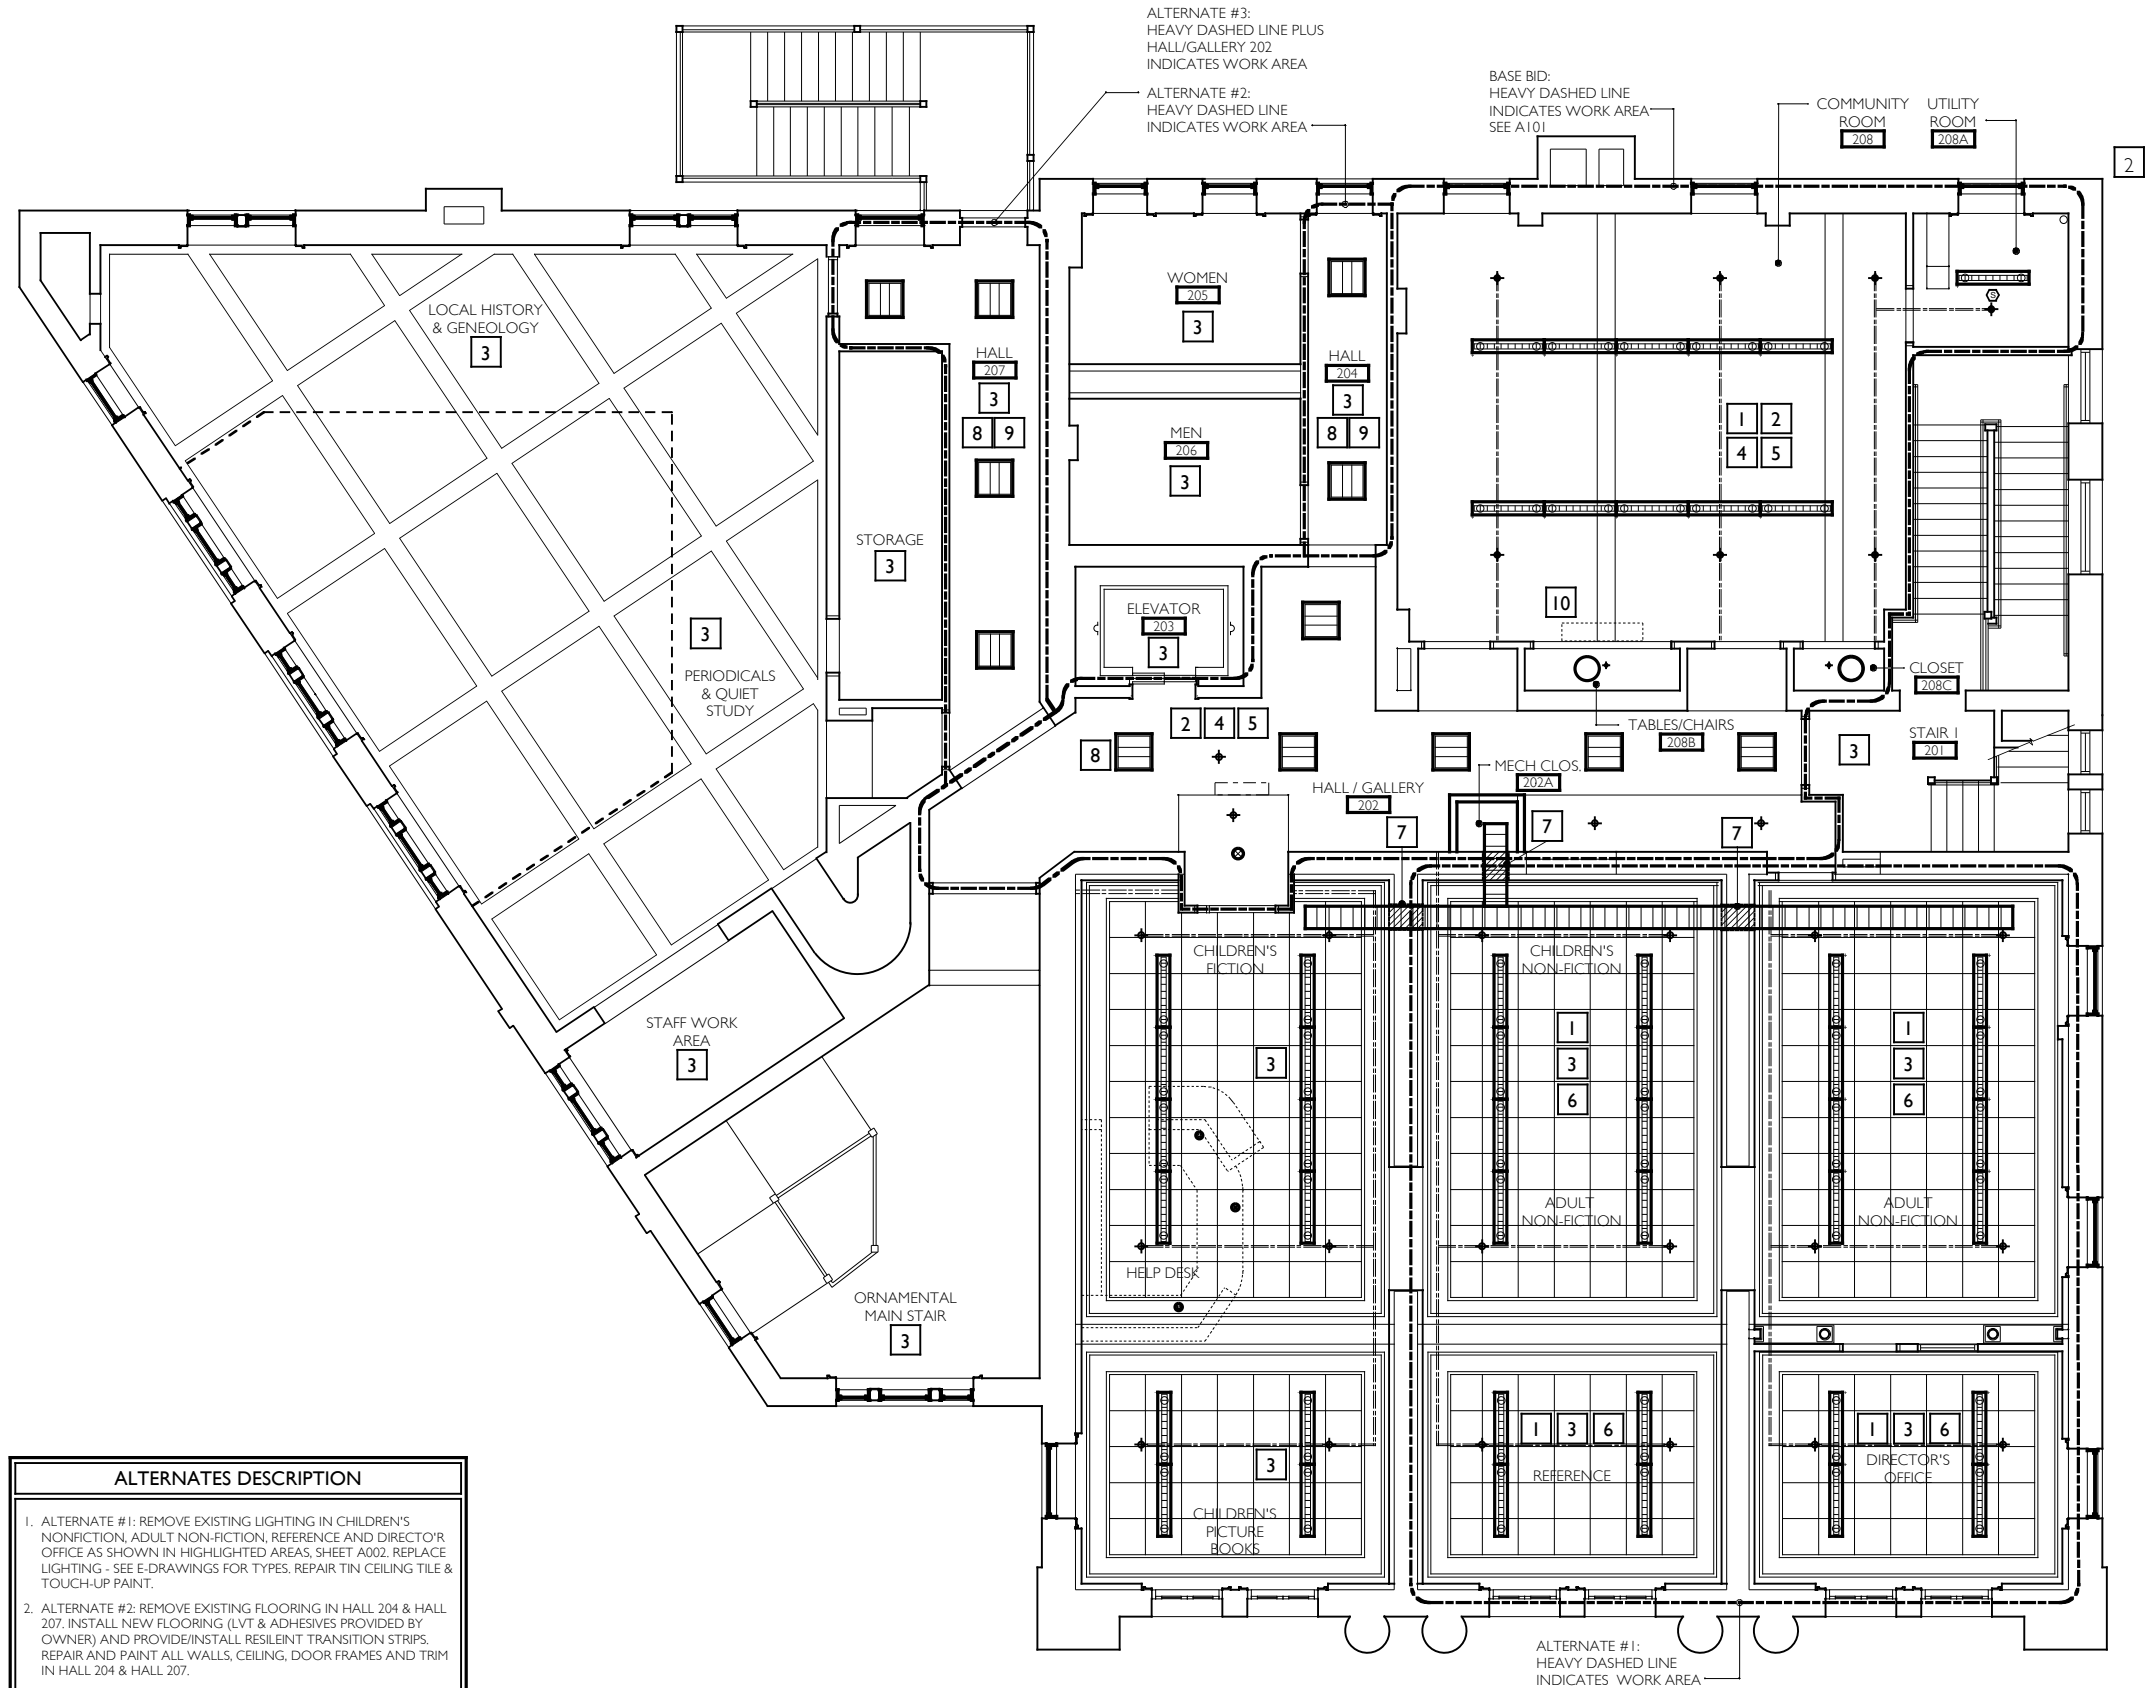 ALTERNATE #3:
HEAVY DASHED LINE PLUS
HALL/GALLERY 202
INDICATES WORK AREA
ALTERNATE #2:
HEAVY DASHED LINE
INDICATES WORK AREA
BASE BID:
HEAVY DASHED LINE
INDICATES WORK AREA
SEE A101
COMMUNITY
ROOM
208
UTILITY
ROOM
208A
2
LOCAL HISTORY
& GENEOLOGY
3
WOMEN
205
3
S
HALL
207
3
8 9
HALL
204
3
8 9
1 2
4 5
MEN
206
3
STORAGE
3
3
PERIODICALS
& QUIET
STUDY
ELEVATOR
203
3
10
CLOSET
208C
2 4 5
8
TABLES/CHAIRS
208B
STAIR 1
201
3
MECH CLOS.
202A
HALL / GALLERY
202
7
7
7
CHILDREN'S
FICTION
CHILDREN'S
NON-FICTION
STAFF WORK
AREA
3
3
1
3
6
1
3
6
ADULT
NON-FICTION
ADULT
NON-FICTION
HELP DESK
ORNAMENTAL
MAIN STAIR
3
3
CHILDREN'S
PICTURE
BOOKS
1 3 6
REFERENCE
1 3 6
DIRECTOR'S
OFFICE
ALTERNATES DESCRIPTION
1. ALTERNATE #1: REMOVE EXISTING LIGHTING IN CHILDREN'S
NONFICTION, ADULT NON-FICTION, REFERENCE AND DIRECTO'R
OFFICE AS SHOWN IN HIGHLIGHTED AREAS, SHEET A002. REPLACE
LIGHTING - SEE E-DRAWINGS FOR TYPES. REPAIR TIN CEILING TILE &
TOUCH-UP PAINT.
2. ALTERNATE #2: REMOVE EXISTING FLOORING IN HALL 204 & HALL
207. INSTALL NEW FLOORING (LVT & ADHESIVES PROVIDED BY
OWNER) AND PROVIDE/INSTALL RESILEINT TRANSITION STRIPS.
REPAIR AND PAINT ALL WALLS, CEILING, DOOR FRAMES AND TRIM
IN HALL 204 & HALL 207.
ALTERNATE #1:
HEAVY DASHED LINE
INDICATES WORK AREA